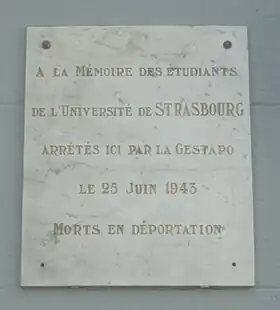 A LA MÉMOIRE DES ÉTUDIANTS
DE L'UNIVERSITÉ DE STRASBOURG
ARRÊTÉS ICI PAR LA GESTAPO
LE 25 JUIN 1943
MORTS EN DÉPORTATION